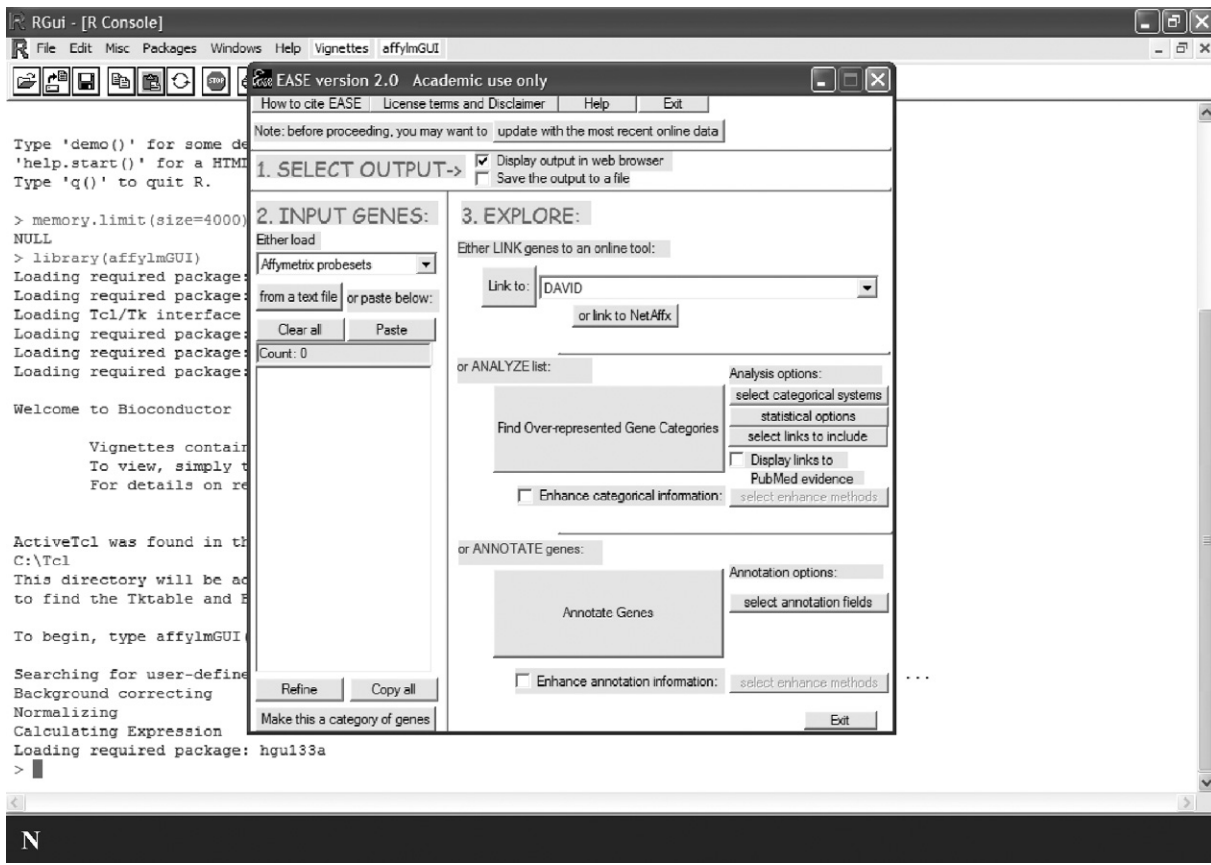 RGui - [R Console]
File Edit Misc Packages Windows Help Vignettes affylmGUI
STOP
Type 'demo()' for some de
'help.start()' for a HTML
Type 'q()' to quit R.
> memory.limit(size=4000)
NULL
> library(affylmGUI)
Loading required package:
Loading required package:
Loading Tcl/Tk interface
Loading required package:
Loading required package:
Loading required package:
Welcome to Bioconductor
Vignettes contain
To view, simply t
For details on re
ActiveTcl was found in th
C:\Tcl
This directory will be ad
to find the Tktable and B
To begin, type affylmGUI(
Searching for user-define
...
Background correcting
Normalizing
Calculating Expression
Loading required package: hgu133a
>
EASE version 2.0 Academic use only
How to cite EASE License terms and Disclaimer Help Exit
Note: before proceeding, you may want to update with the most recent online data
1. SELECT OUTPUT->
Display output in web browser
Save the output to a file
2. INPUT GENES:
Either load
Affymetrix probesets
from a text file or paste below:
Clear all Paste
Count: 0
Refine Copy all
Make this a category of genes
3. EXPLORE:
Either LINK genes to an online tool:
Link to: DAVID
or link to NetAffx
or ANALYZE list:
Find Over-represented Gene Categories
Analysis options:
select categorical systems
statistical options
select links to include
Display links to
PubMed evidence
Enhance categorical information: select enhance methods
or ANNOTATE genes:
Annotate Genes
Annotation options:
select annotation fields
Enhance annotation information: select enhance methods
Exit
N